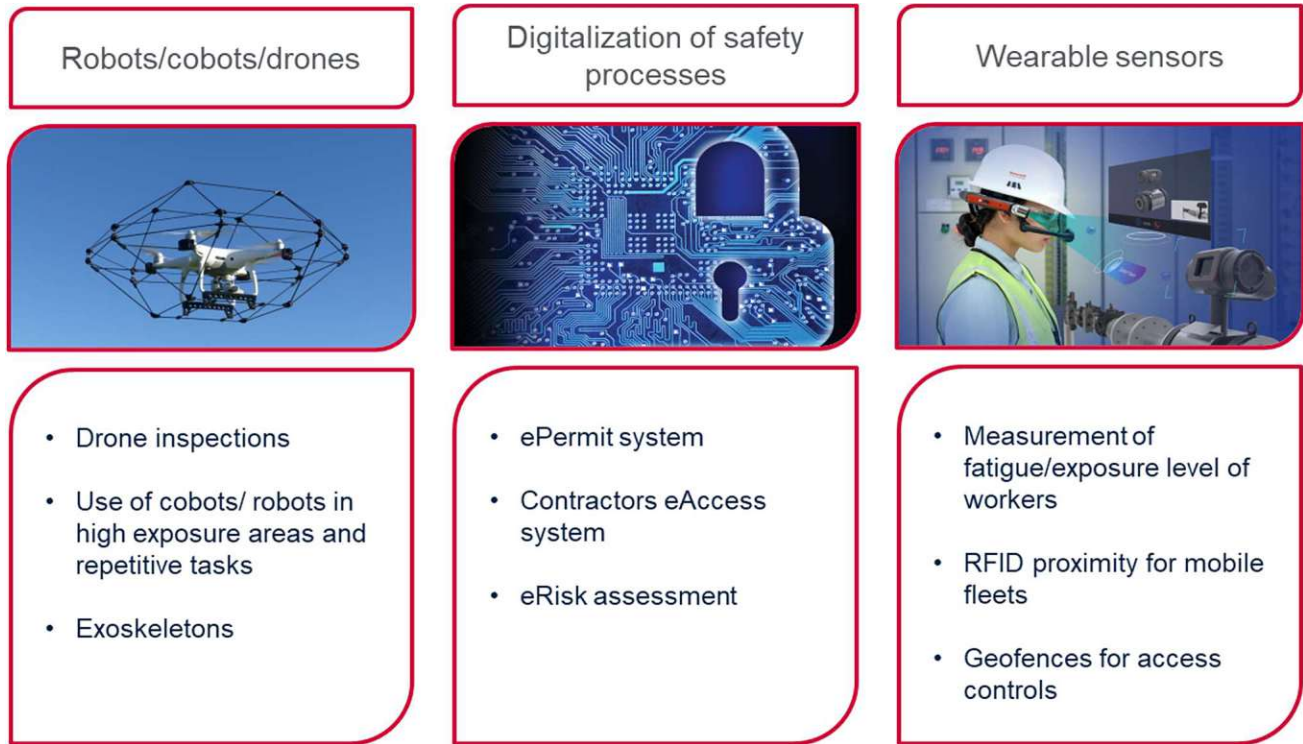 Robots/cobots/drones
Digitalization of safety
processes
Wearable sensors
• Drone inspections
• Use of cobots/ robots in
high exposure areas and
repetitive tasks
• Exoskeletons
• ePermit system
• Contractors eAccess
system
• eRisk assessment
• Measurement of
fatigue/exposure level of
workers
• RFID proximity for mobile
fleets
• Geofences for access
controls